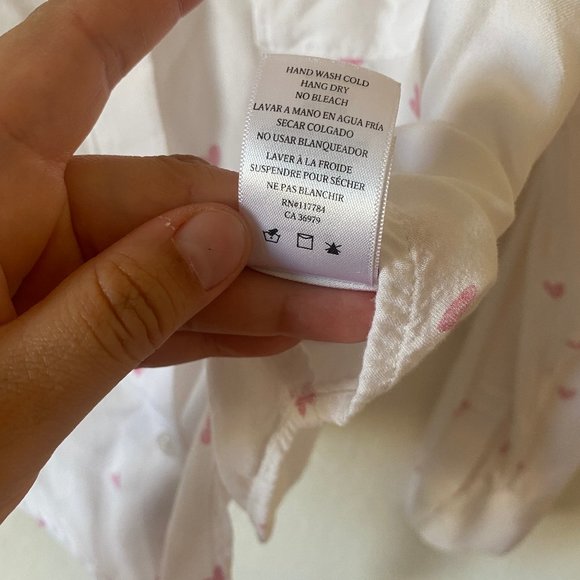 HAND WASH COLD
HANG DRY
NO BLEACH
LAVAR A MANO EN AGUA FRÍA
SECAR COLGADO
NO USAR BLANQUEADOR
LAVER À LA FROIDE
SUSPENDRE POUR SÉCHER
NE PAS BLANCHIR
RN#117784
CA 36979